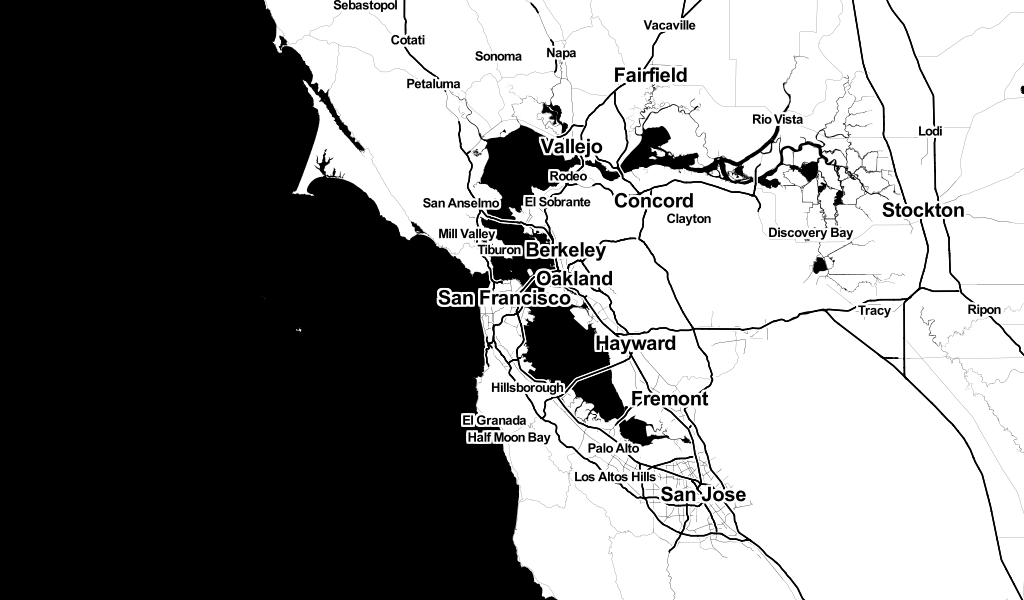 Sebastopol
Vacaville
Cotati
Sonoma
Napa
Fairfield
Petaluma
Rio Vista
Lodi
Vallejo
Rodeo
San Anselmo
El Sobrante
Concord
Clayton
Stockton
Mill Valley
Discovery Bay
Tiburon
Berkeley
Oakland
San Francisco
Tracy
Ripon
Hayward
Hillsborough
Fremont
El Granada
Half Moon Bay
Palo Alto
Los Altos Hills
San Jose